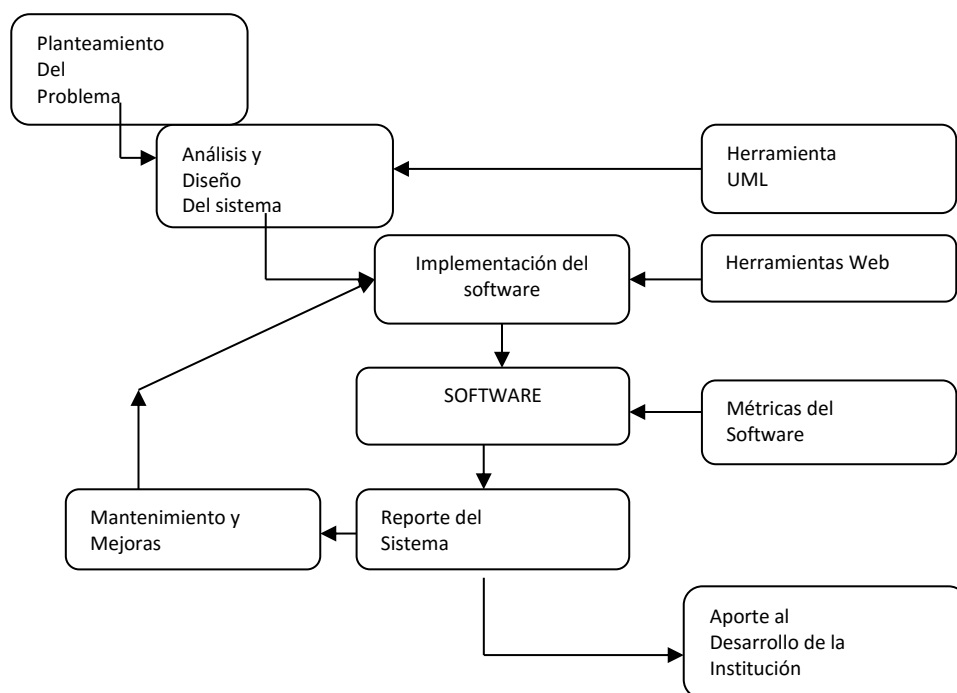 Planteamiento
Del
Problema
Análisis y
Diseño
Del sistema
Herramienta
UML
Implementación del
software
Herramientas Web
SOFTWARE
Métricas del
Software
Mantenimiento y
Mejoras
Reporte del
Sistema
Aporte al
Desarrollo de la
Institución